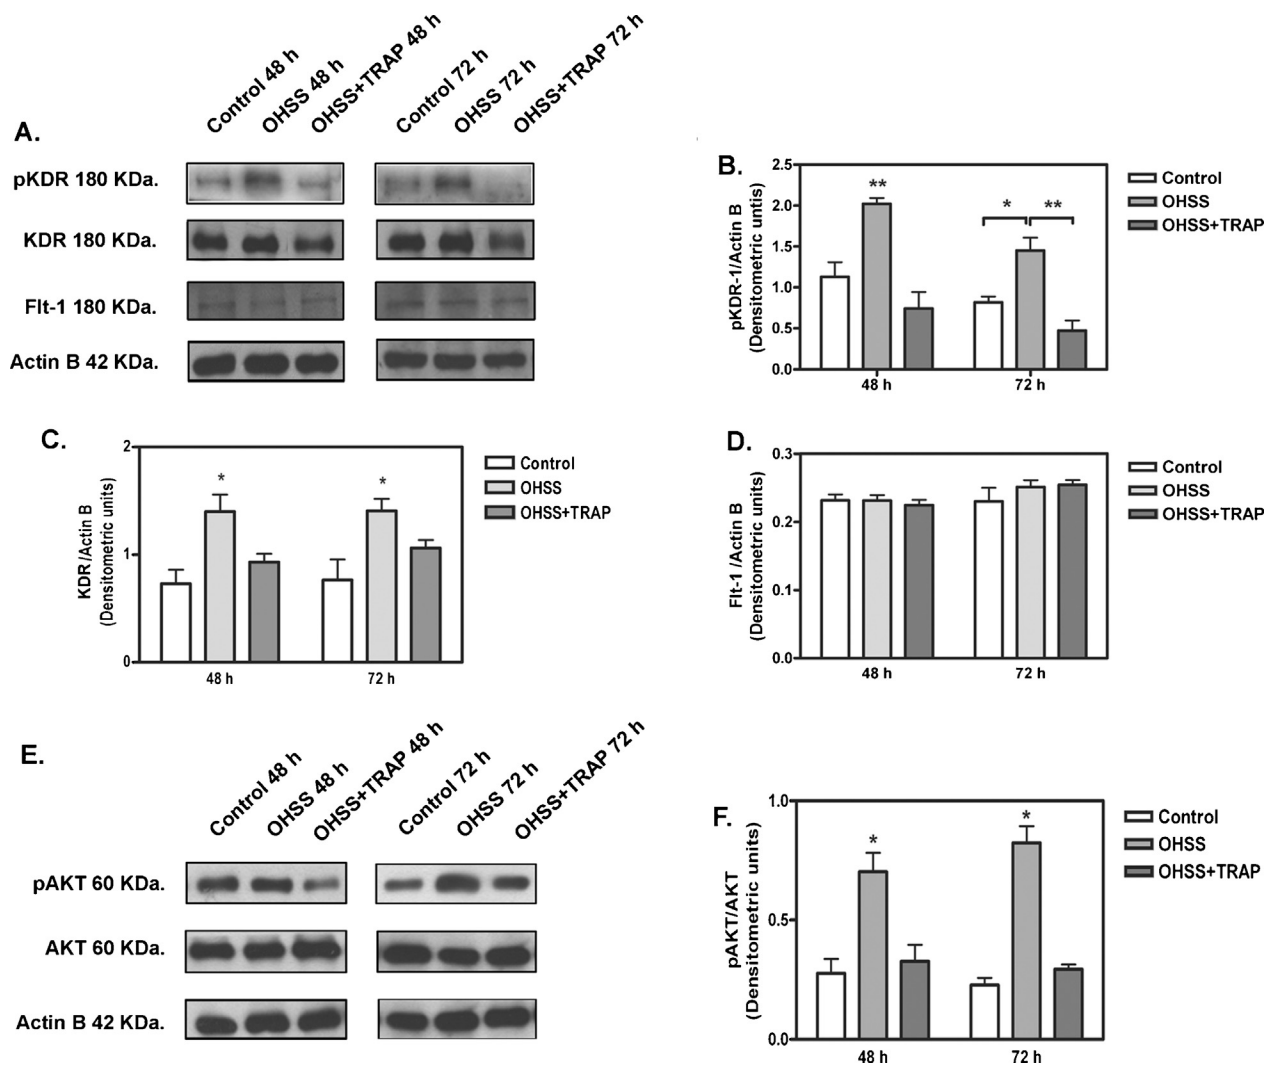 A.
Control 48 h
OHSS 48 h
OHSS+TRAP 48 h
Control 72 h
OHSS 72 h
OHSS+TRAP 72 h
pKDR 180 KDa.
KDR 180 KDa.
Flt-1 180 KDa.
Actin B 42 KDa.
B.
pKDR-1/Actin B
(Densitometric untis)
2.5
2.0
1.5
1.0
0.5
0.0
**
*
**
48 h
72 h
Control
OHSS
OHSS+TRAP
C.
KDR /Actin B
(Densitometric units)
2
1
0
*
*
48 h
72 h
Control
OHSS
OHSS+TRAP
D.
Flt-1 /Actin B
(Densitometric units)
0.3
0.2
0.1
0.0
48 h
72 h
Control
OHSS
OHSS+TRAP
E.
Control 48 h
OHSS 48 h
OHSS+TRAP 48 h
Control 72 h
OHSS 72 h
OHSS+TRAP 72 h
pAKT 60 KDa.
AKT 60 KDa.
Actin B 42 KDa.
F.
pAKT/AKT
(Densitometric units)
1.0
0.5
0.0
*
*
48 h
72 h
Control
OHSS
OHSS+TRAP